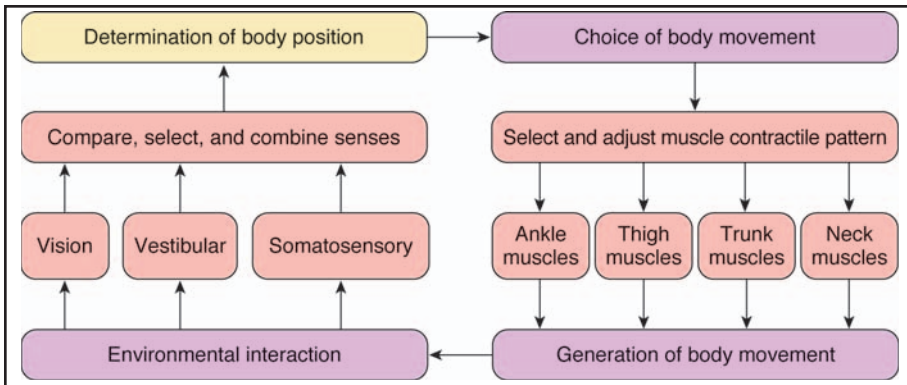 Determination of body position
Choice of body movement
Compare, select, and combine senses
Select and adjust muscle contractile pattern
Vision
Vestibular
Somatosensory
Ankle
muscles
Thigh
muscles
Trunk
muscles
Neck
muscles
Environmental interaction
Generation of body movement